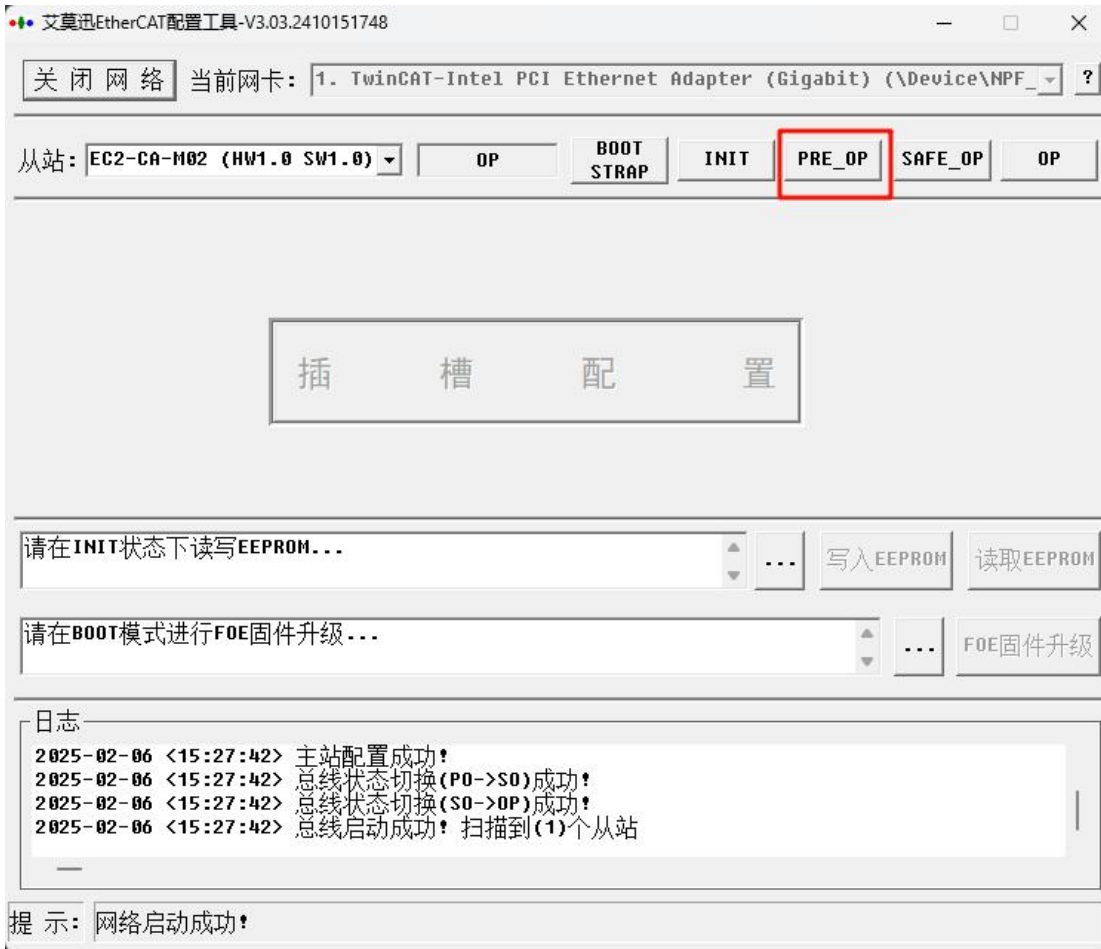 艾莫迅EtherCAT配置工具-V3.03.2410151748
关 闭 网 络 当前网卡: 1. TwinCAT-Intel PCI Ethernet Adapter (Gigabit) (\Device\NPF_ ?
从站: EC2-CA-M02 (HW1.0 SW1.0) OP BOOT STRAP INIT PRE_OP SAFE_OP OP
插 槽 配 置
请在INIT状态下读写EEPROM... ... 写入EEPROM 读取EEPROM
请在BOOT模式进行FOE固件升级... ... FOE固件升级
日志
2025-02-06 <15:27:42> 主站配置成功!
2025-02-06 <15:27:42> 总线状态切换(PO->SO)成功!
2025-02-06 <15:27:42> 总线状态切换(SO->OP)成功!
2025-02-06 <15:27:42> 总线启动成功! 扫描到(1)个从站
提 示: 网络启动成功!